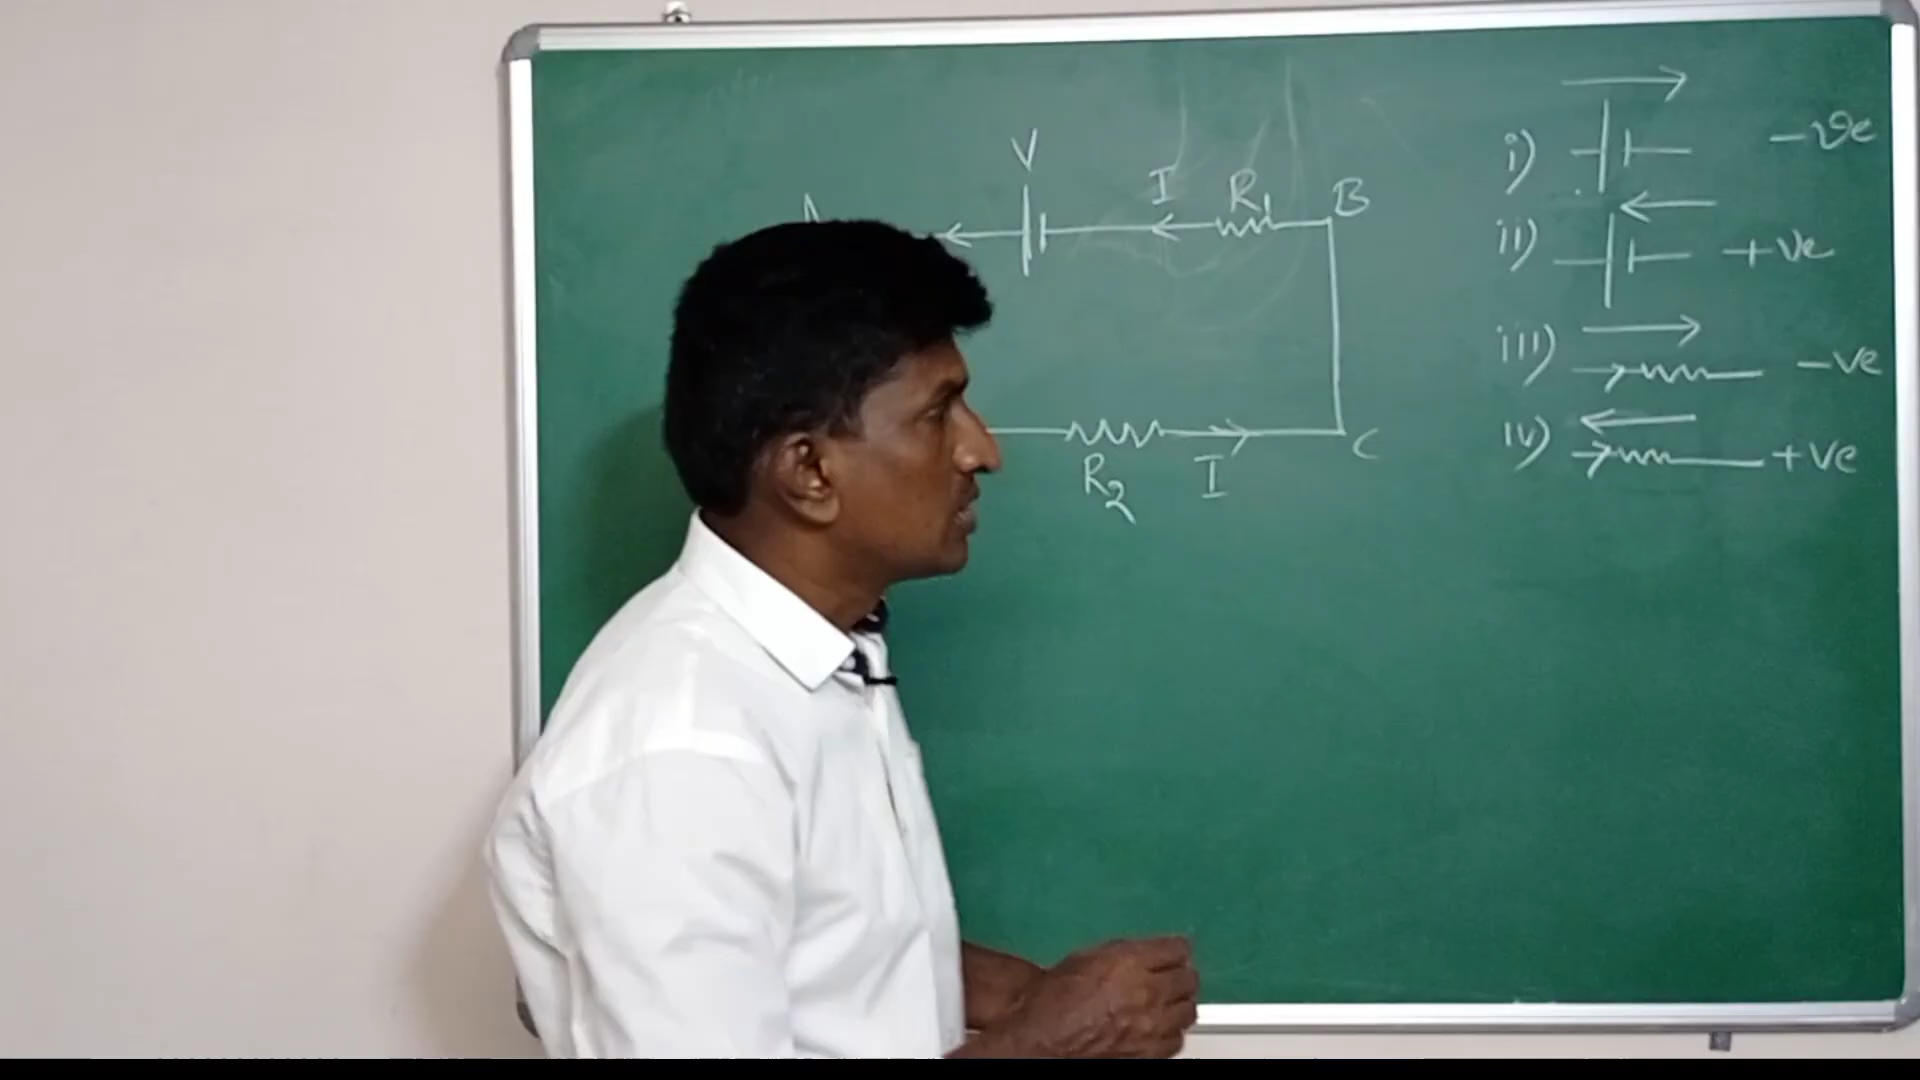 V
I R1 B
R2 I C
i) -ve
ii) +ve
iii) -ve
iv) +ve